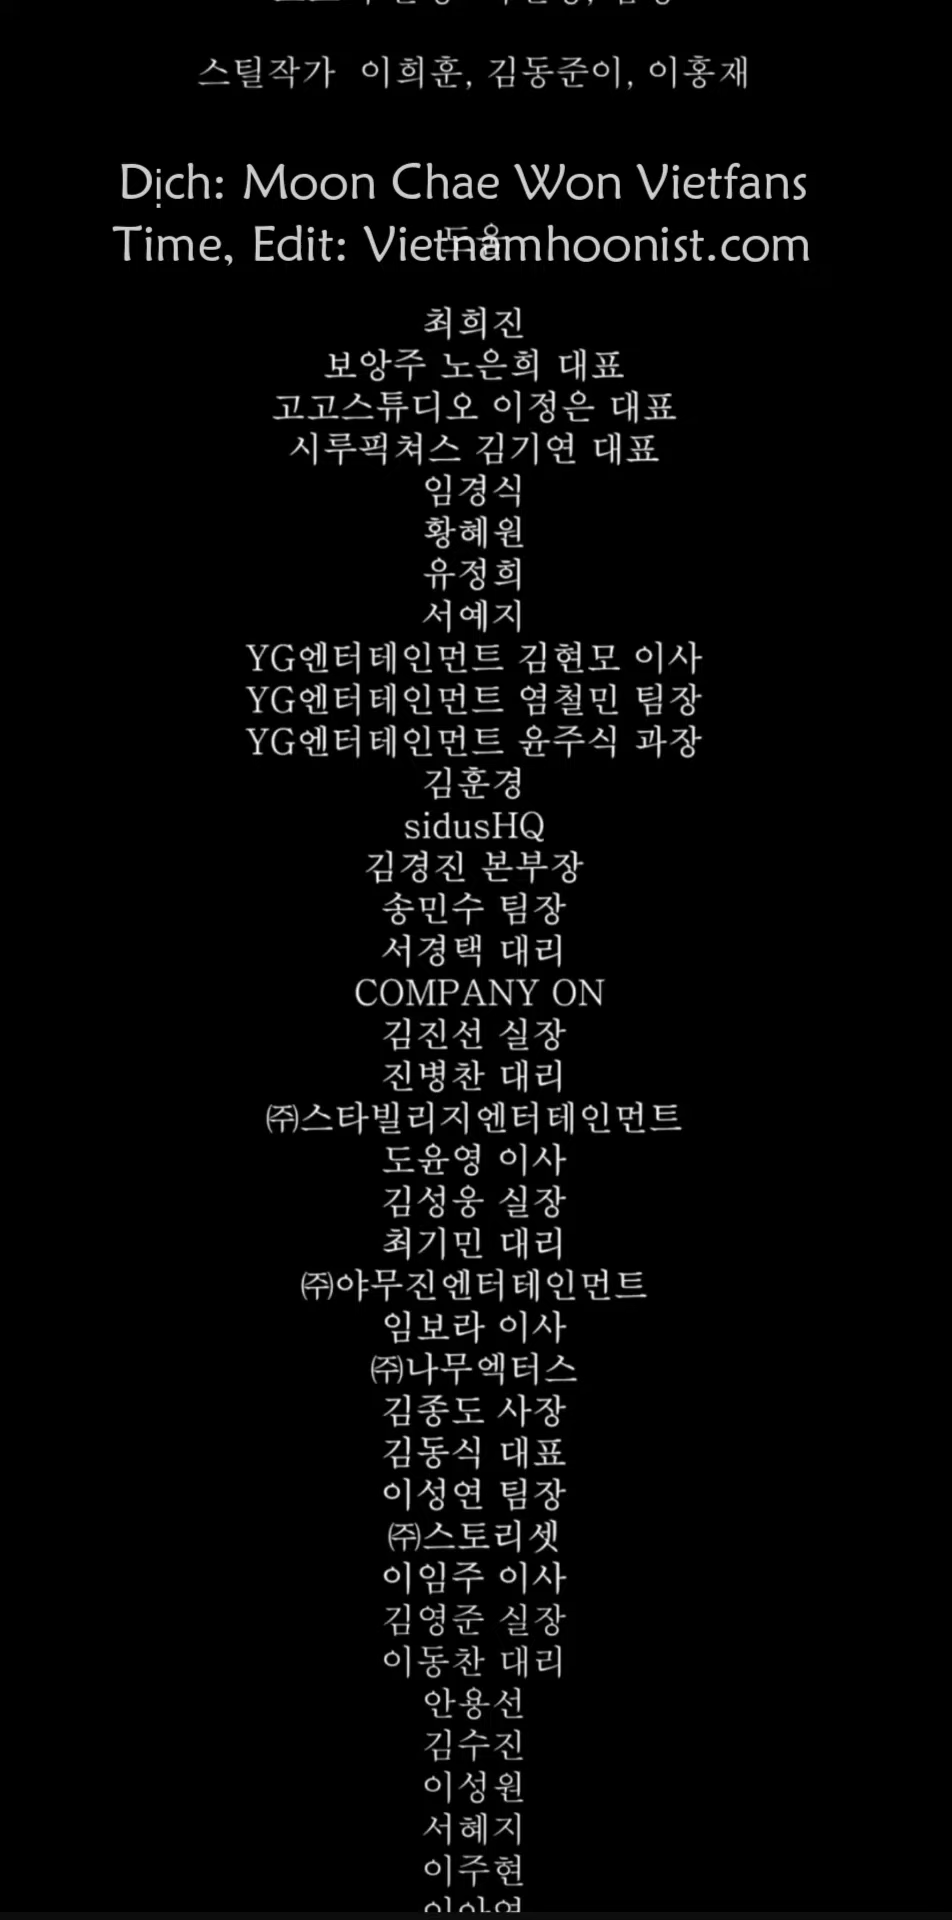 스틸작가 이희훈, 김동준이, 이홍재
Dịch: Moon Chae Won Vietfans
Time, Edit: Vietnamhoonist.com
도움
최희진
보앙주 노은희 대표
고고스튜디오 이정은 대표
시루픽쳐스 김기연 대표
임경식
황혜원
유정희
서예지
YG엔터테인먼트 김현모 이사
YG엔터테인먼트 염철민 팀장
YG엔터테인먼트 윤주식 과장
김훈경
sidusHQ
김경진 본부장
송민수 팀장
서경택 대리
COMPANY ON
김진선 실장
진병찬 대리
㈜스타빌리지엔터테인먼트
도윤영 이사
김성웅 실장
최기민 대리
㈜야무진엔터테인먼트
임보라 이사
㈜나무엑터스
김종도 사장
김동식 대표
이성연 팀장
㈜스토리셋
이임주 이사
김영준 실장
이동찬 대리
안용선
김수진
이성원
서혜지
이주현